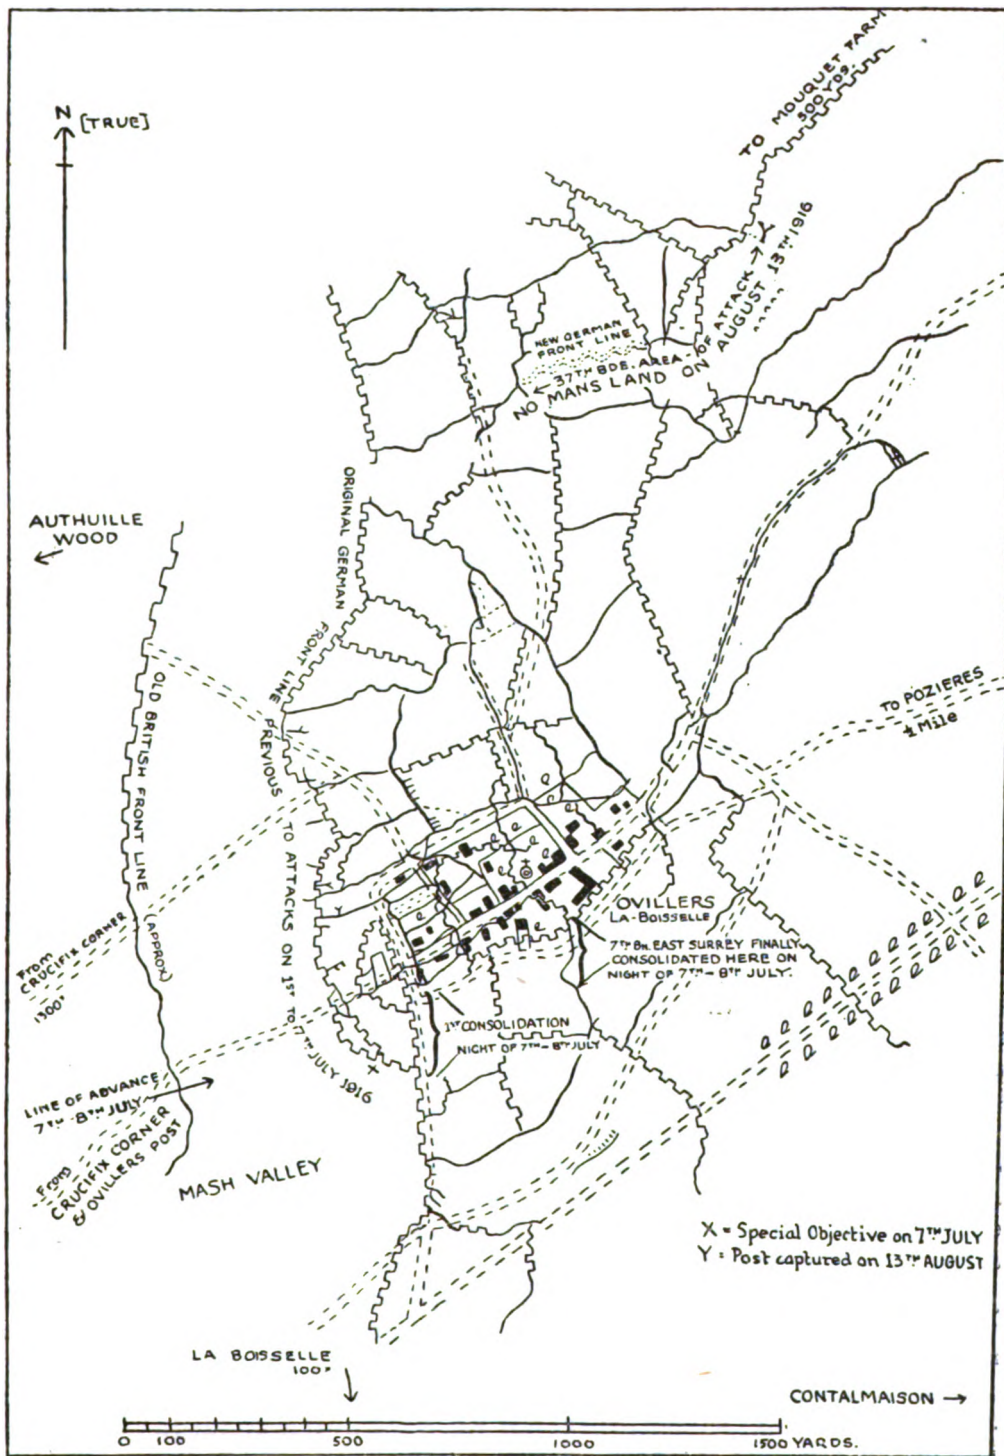 N
[TRUE]
TO MOUQUET FARM
300 YDS.
NEW GERMAN
FRONT LINE
← 37TH BDE. AREA - OF ATTACK → Y
NO MANS LAND ON AUGUST 13TH 1916
AUTHUILLE
WOOD
ORIGINAL GERMAN FRONT LINE PREVIOUS TO ATTACKS ON 1ST TO 7TH JULY 1916
OLD BRITISH FRONT LINE (APPROX)
TO POZIERES
½ Mile
From
CRUCIFIX CORNER
1300ˣ
OVILLERS
LA-BOISSELLE
7TH Bn. EAST SURREY FINALLY
CONSOLIDATED HERE ON
NIGHT OF 7TH - 8TH JULY.
1ST CONSOLIDATION
NIGHT OF 7TH - 8TH JULY
X
LINE OF ADVANCE
7TH - 8TH JULY
From
CRUCIFIX CORNER
& OVILLERS POST
MASH VALLEY
X = Special Objective on 7TH JULY
Y = Post captured on 13TH AUGUST
LA BOISSELLE
100ˣ
CONTALMAISON →
0 100 500 1000 1500 YARDS.